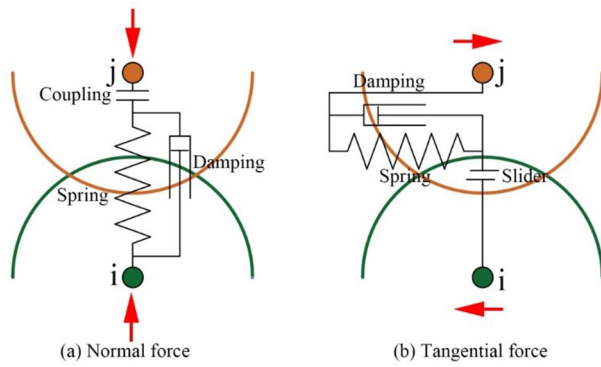 j
Coupling
Damping
Spring
i
(a) Normal force
j
Damping
Spring
Slider
i
(b) Tangential force